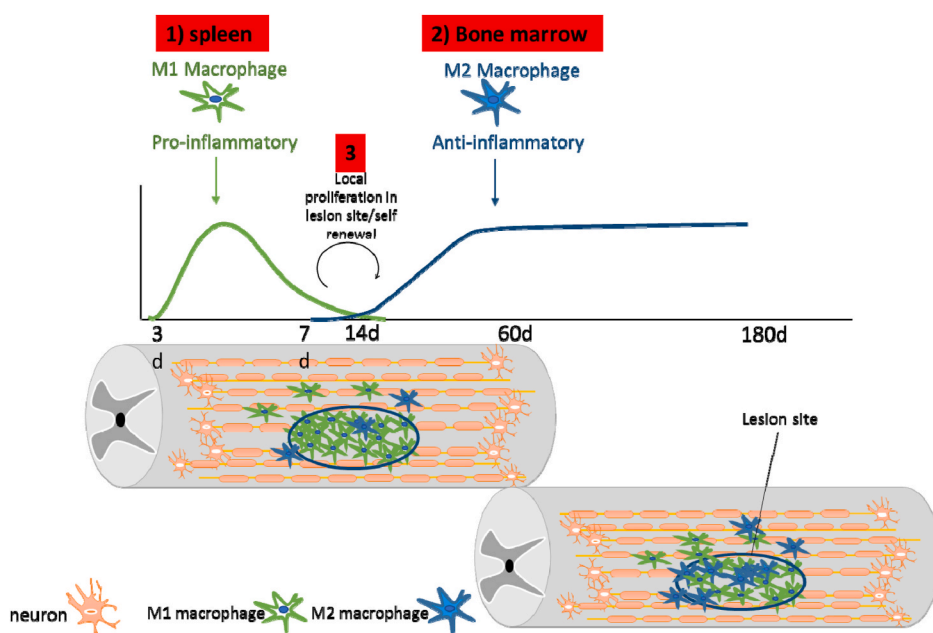 1) spleen
M1 Macrophage
Pro-inflammatory
2) Bone marrow
M2 Macrophage
Anti-inflammatory
3
Local
proliferation in
lesion site/self
renewal
3 7 14d 60d 180d
d d
Lesion site
neuron M1 macrophage M2 macrophage